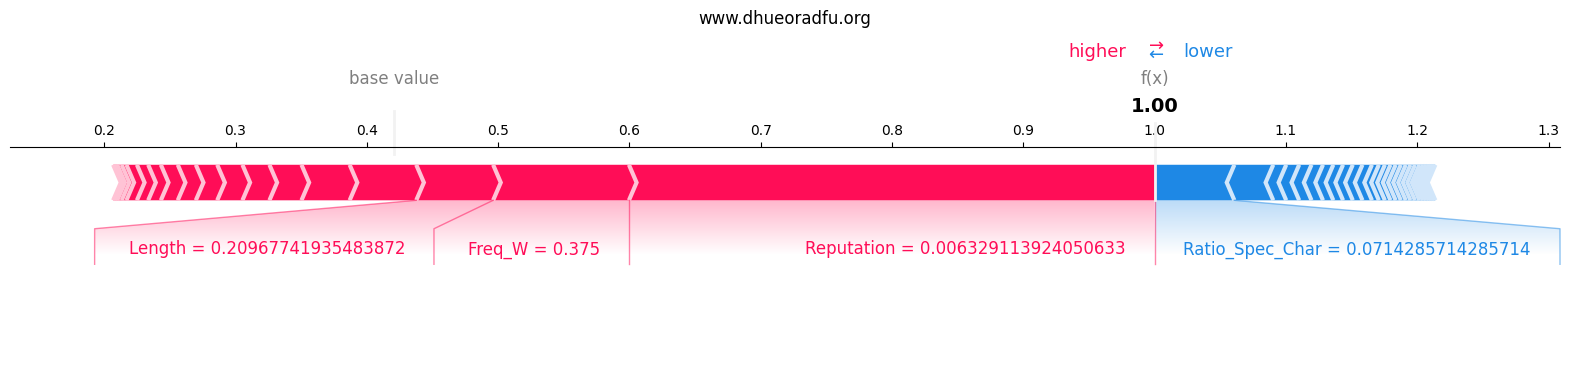 www.dhueoradfu.org
higher → ← lower
base value f(x)
1.00
0.2 0.3 0.4 0.5 0.6 0.7 0.8 0.9 1.0 1.1 1.2 1.3
Length = 0.20967741935483872 Freq_W = 0.375 Reputation = 0.006329113924050633 Ratio_Spec_Char = 0.0714285714285714